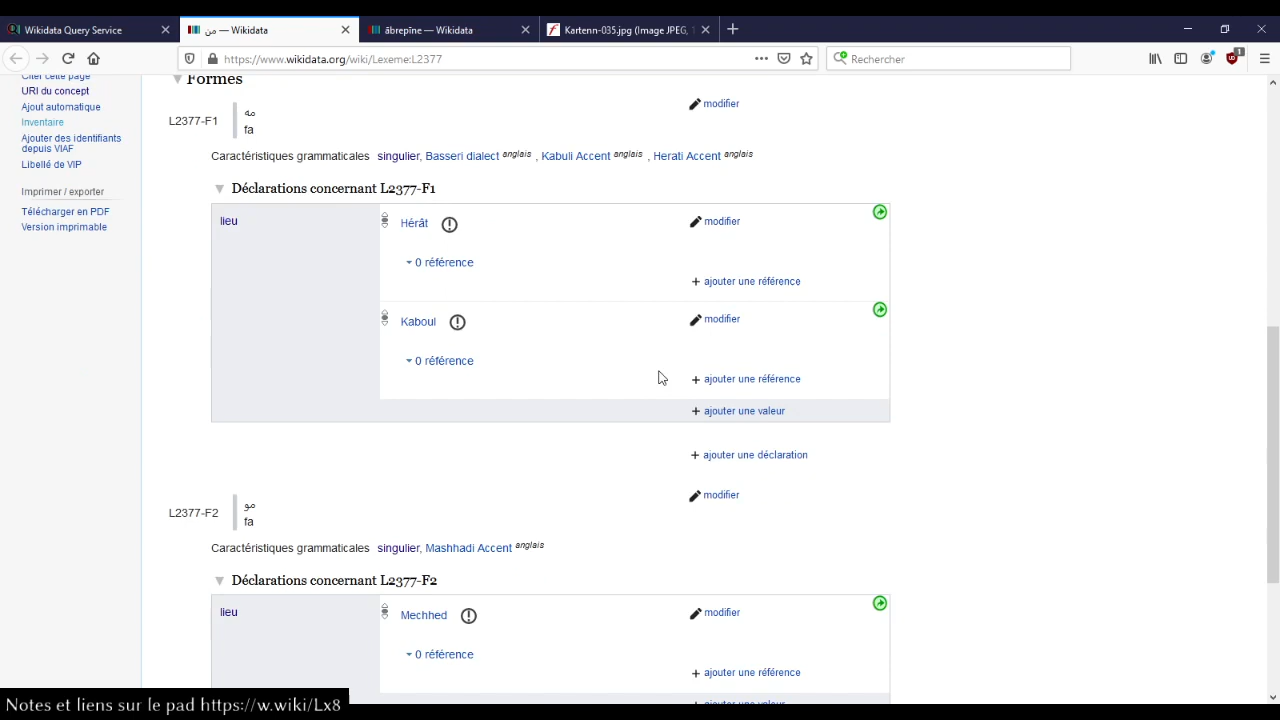 Wikidata Query Service
من — Wikidata
ābrepīne — Wikidata
Kartenn-035.jpg (Image JPEG, 1
https://www.wikidata.org/wiki/Lexeme:L2377
Rechercher
1
Citer cette page
URI du concept
Ajout automatique
Inventaire
Ajouter des identifiants
depuis VIAF
Libellé de VIP
Imprimer / exporter
Télécharger en PDF
Version imprimable
Formes
L2377-F1
مه
fa
modifier
Caractéristiques grammaticales singulier, Basseri dialect anglais , Kabuli Accent anglais , Herati Accent anglais
Déclarations concernant L2377-F1
lieu
Hérât
modifier
0 référence
+ ajouter une référence
Kaboul
modifier
0 référence
+ ajouter une référence
+ ajouter une valeur
+ ajouter une déclaration
L2377-F2
مو
fa
modifier
Caractéristiques grammaticales singulier, Mashhadi Accent anglais
Déclarations concernant L2377-F2
lieu
Mechhed
modifier
0 référence
+ ajouter une référence
+ ajouter une valeur
Notes et liens sur le pad https://w.wiki/Lx8